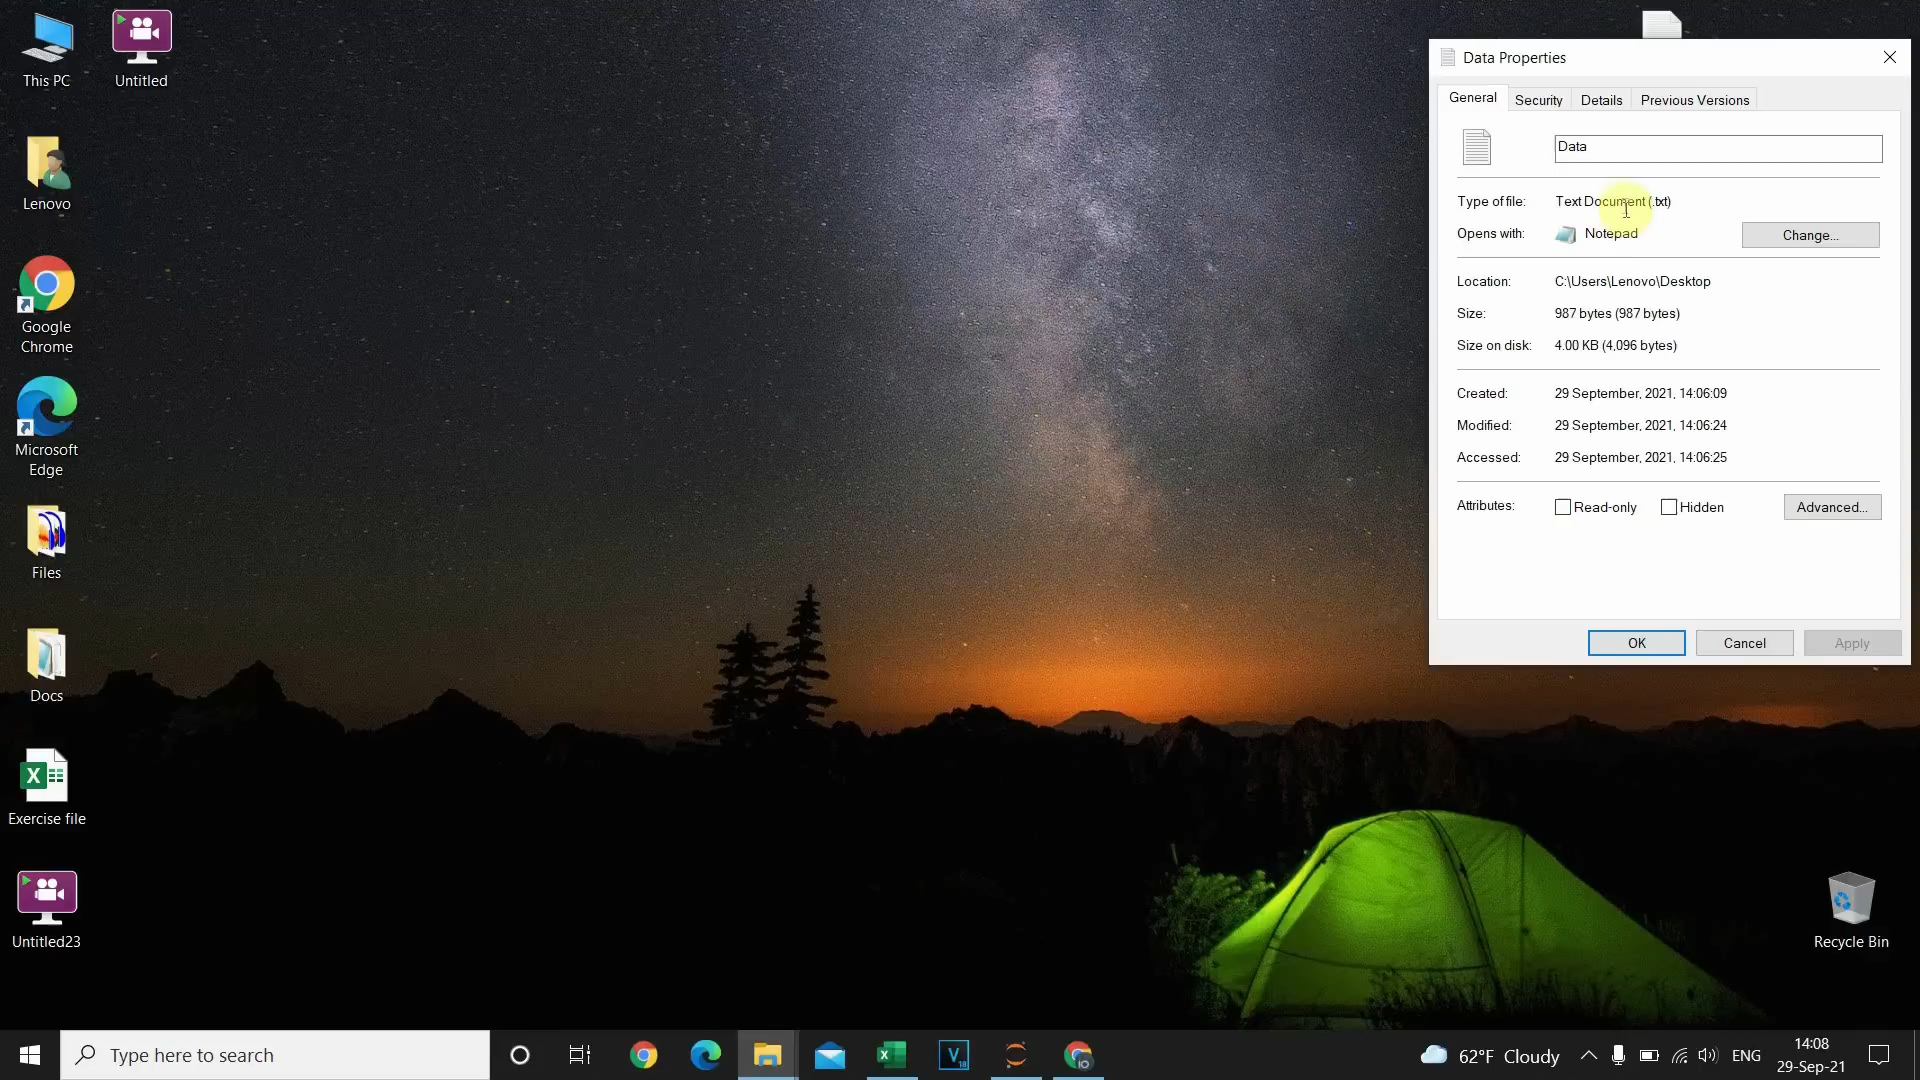 This PC
Untitled
Lenovo
Google
Chrome
Microsoft
Edge
Files
Docs
Exercise file
Untitled23
Data Properties
General Security Details Previous Versions
Data
Type of file: Text Document (.txt)
Opens with: Notepad Change...
Location: C:\Users\Lenovo\Desktop
Size: 987 bytes (987 bytes)
Size on disk: 4.00 KB (4,096 bytes)
Created: 29 September, 2021, 14:06:09
Modified: 29 September, 2021, 14:06:24
Accessed: 29 September, 2021, 14:06:25
Attributes: Read-only Hidden Advanced...
OK Cancel Apply
Recycle Bin
Type here to search
62°F Cloudy
ENG
14:08
29-Sep-21